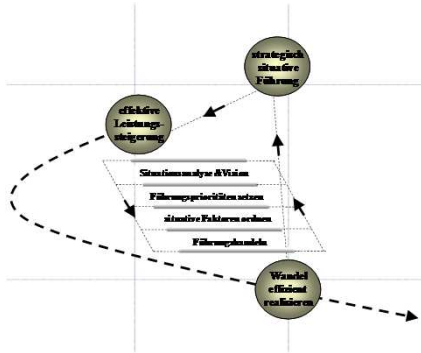 strategisch
situative
Führung
effektive
Leistungs-
steigerung
Situationsanalyse & Vision
Führungsprioritäten setzen
situative Faktoren ordnen
Führungshandeln
Wandel
effizient
realisieren